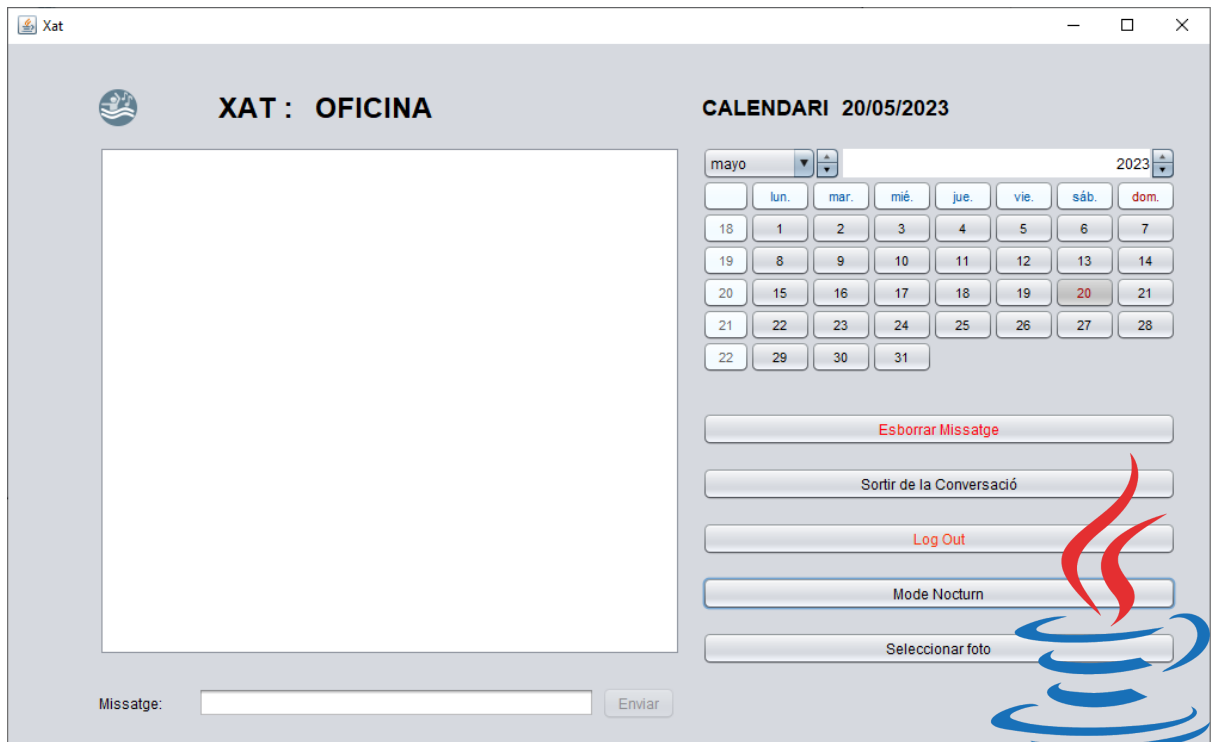 Xat
XAT : OFICINA
CALENDARI 20/05/2023
mayo 2023
lun. mar. mié. jue. vie. sáb. dom.
18 1 2 3 4 5 6 7
19 8 9 10 11 12 13 14
20 15 16 17 18 19 20 21
21 22 23 24 25 26 27 28
22 29 30 31
Esborrar Missatge
Sortir de la Conversació
Log Out
Mode Nocturn
Seleccionar foto
Missatge: Enviar